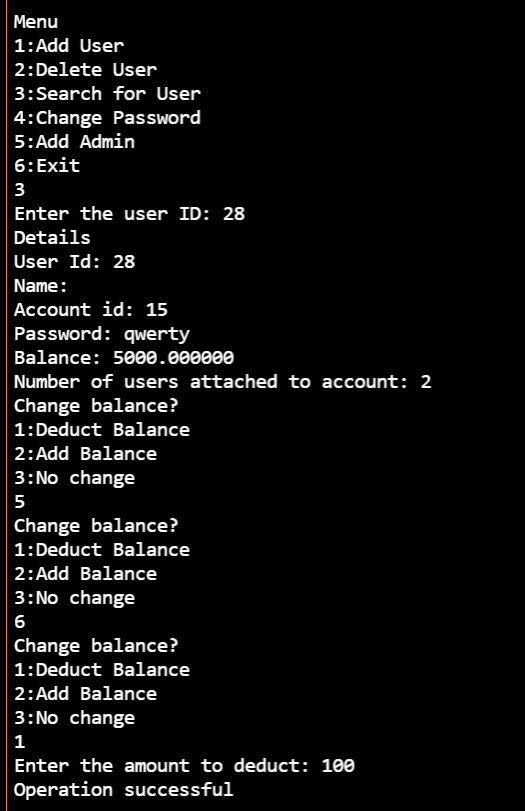 Menu
1:Add User
2:Delete User
3:Search for User
4:Change Password
5:Add Admin
6:Exit
3
Enter the user ID: 28
Details
User Id: 28
Name:
Account id: 15
Password: qwerty
Balance: 5000.000000
Number of users attached to account: 2
Change balance?
1:Deduct Balance
2:Add Balance
3:No change
5
Change balance?
1:Deduct Balance
2:Add Balance
3:No change
6
Change balance?
1:Deduct Balance
2:Add Balance
3:No change
1
Enter the amount to deduct: 100
Operation successful